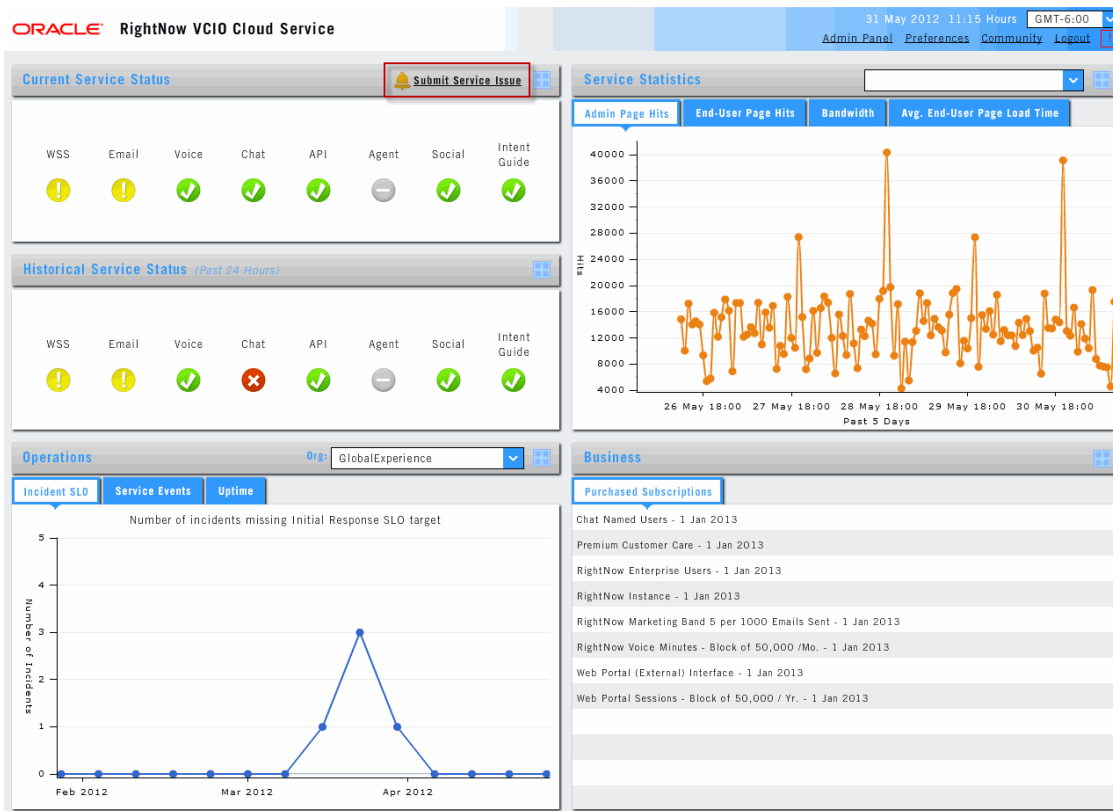 ORACLE RightNow VCIO Cloud Service
31 May 2012 11:15 Hours GMT-6:00
Admin Panel Preferences Community Logout
Current Service Status
Submit Service Issue
WSS Email Voice Chat API Agent Social Intent Guide
Historical Service Status (Past 24 Hours)
WSS Email Voice Chat API Agent Social Intent Guide
Service Statistics
Admin Page Hits End-User Page Hits Bandwidth Avg. End-User Page Load Time
40000
36000
32000
28000
24000
20000
16000
12000
8000
4000
Hits
26 May 18:00 27 May 18:00 28 May 18:00 29 May 18:00 30 May 18:00
Past 5 Days
Operations
Org: GlobalExperience
Incident SLO Service Events Uptime
Number of incidents missing Initial Response SLO target
5
4
3
2
1
0
Number of Incidents
Feb 2012 Mar 2012 Apr 2012
Business
Purchased Subscriptions
Chat Named Users - 1 Jan 2013
Premium Customer Care - 1 Jan 2013
RightNow Enterprise Users - 1 Jan 2013
RightNow Instance - 1 Jan 2013
RightNow Marketing Band 5 per 1000 Emails Sent - 1 Jan 2013
RightNow Voice Minutes - Block of 50,000 /Mo. - 1 Jan 2013
Web Portal (External) Interface - 1 Jan 2013
Web Portal Sessions - Block of 50,000 / Yr. - 1 Jan 2013